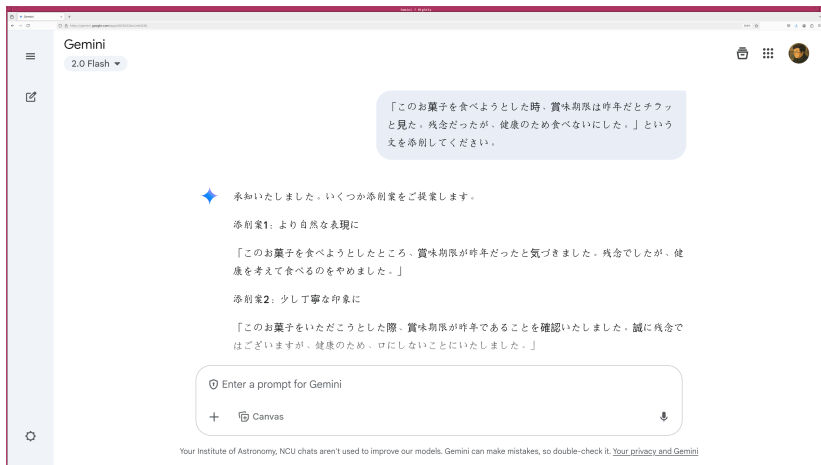 Gemini
2.0 Flash
「このお菓子を食べようとした時、賞味期限は昨年だとチラッ
と見た。残念だったが、健康のため食べないにした。」という
文を添削してください。
承知いたしました。いくつか添削案をご提案します。
添削案1: より自然な表現に
「このお菓子を食べようとしたところ、賞味期限が昨年だったと気づきました。残念でしたが、健
康を考えて食べるのをやめました。」
添削案2: 少し丁寧な印象に
「このお菓子をいただこうとした際、賞味期限が昨年であることを確認いたしました。誠に残念で
はございますが、健康のため、口にしないことにいたしました。」
Enter a prompt for Gemini
Canvas
Your Institute of Astronomy, NCU chats aren't used to improve our models. Gemini can make mistakes, so double-check it. Your privacy and Gemini